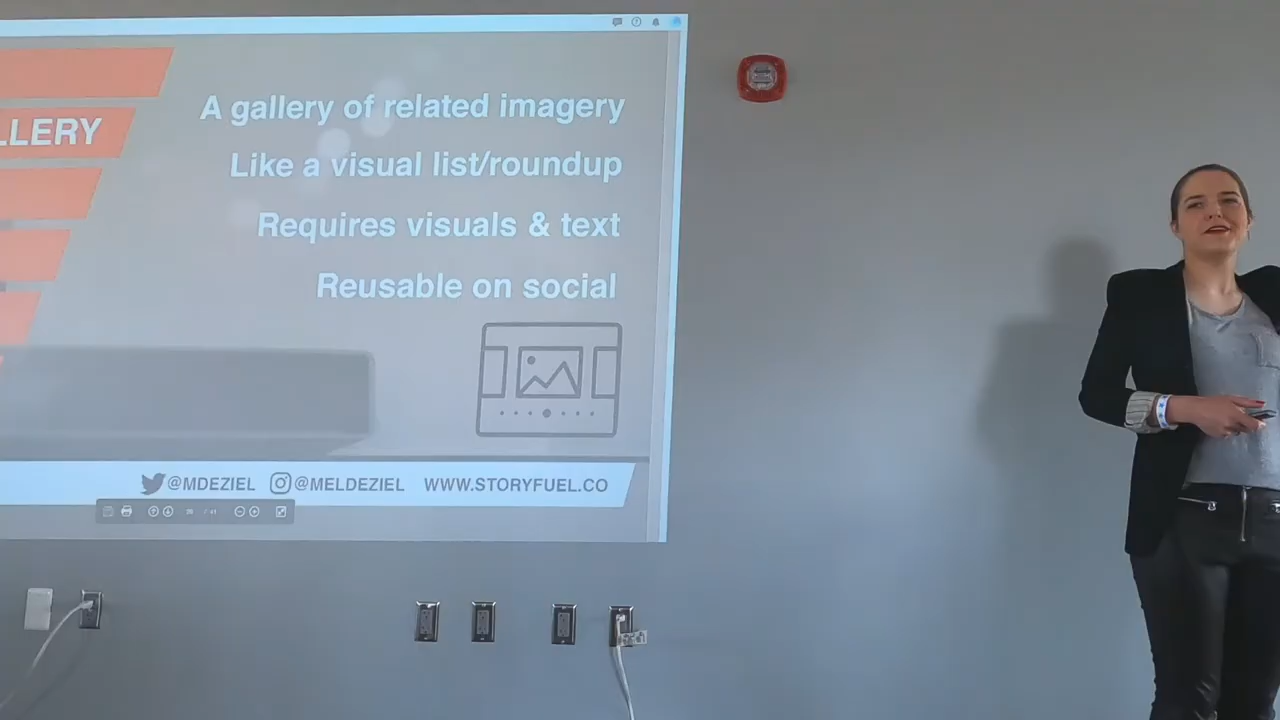 LLERY
A gallery of related imagery
Like a visual list/roundup
Requires visuals & text
Reusable on social
@MDEZIEL @MELDEZIEL WWW.STORYFUEL.CO